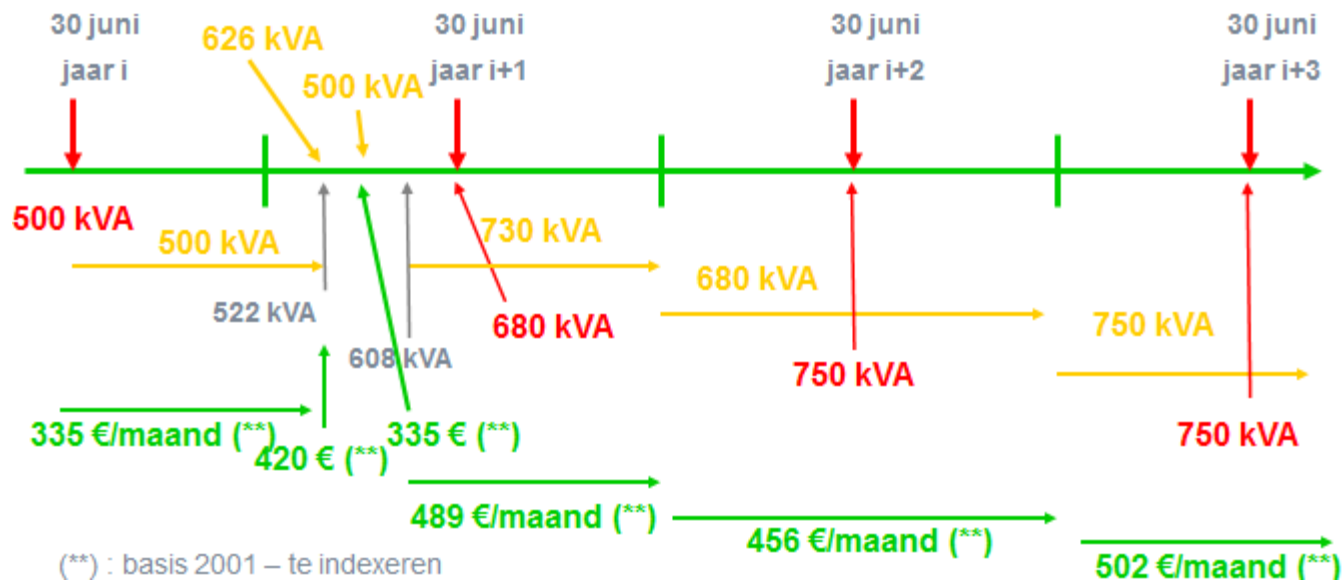 30 juni
jaar i
626 kVA
500 kVA
30 juni
jaar i+1
30 juni
jaar i+2
30 juni
jaar i+3
500 kVA
500 kVA
730 kVA
680 kVA
750 kVA
522 kVA
608 kVA
680 kVA
750 kVA
750 kVA
335 €/maand (**)
420 € (**)
335 € (**)
489 €/maand (**)
456 €/maand (**)
502 €/maand (**)
(**) : basis 2001 – te indexeren